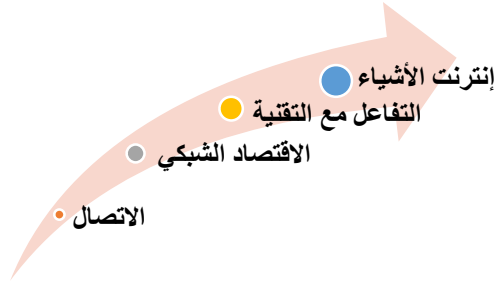 إنترنت الأشياء
التفاعل مع التقنية
الاقتصاد الشبكي
الاتصال